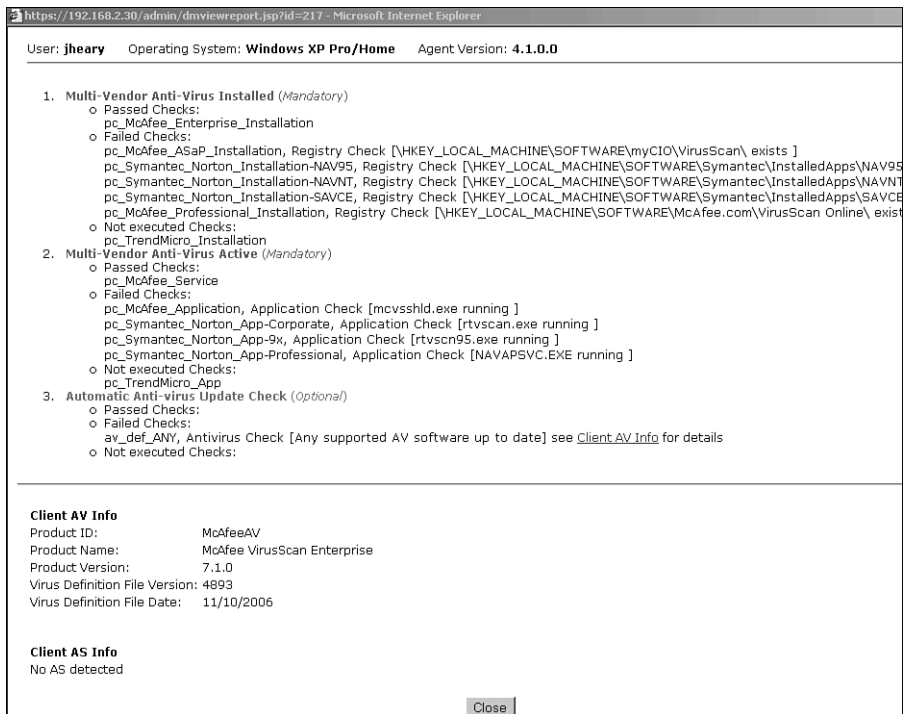 https://192.168.2.30/admin/dmviewreport.jsp?id=217 - Microsoft Internet Explorer
User: jheary Operating System: Windows XP Pro/Home Agent Version: 4.1.0.0
1. Multi-Vendor Anti-Virus Installed (Mandatory)
o Passed Checks:
pc_McAfee_Enterprise_Installation
o Failed Checks:
pc_McAfee_ASaP_Installation, Registry Check [\HKEY_LOCAL_MACHINE\SOFTWARE\myCIO\VirusScan\ exists ]
pc_Symantec_Norton_Installation-NAV95, Registry Check [\HKEY_LOCAL_MACHINE\SOFTWARE\Symantec\InstalledApps\NAV95
pc_Symantec_Norton_Installation-NAVNT, Registry Check [\HKEY_LOCAL_MACHINE\SOFTWARE\Symantec\InstalledApps\NAVNT
pc_Symantec_Norton_Installation-SAVCE, Registry Check [\HKEY_LOCAL_MACHINE\SOFTWARE\Symantec\InstalledApps\SAVCE
pc_McAfee_Professional_Installation, Registry Check [\HKEY_LOCAL_MACHINE\SOFTWARE\McAfee.com\VirusScan Online\ exist
o Not executed Checks:
pc_TrendMicro_Installation
2. Multi-Vendor Anti-Virus Active (Mandatory)
o Passed Checks:
pc_McAfee_Service
o Failed Checks:
pc_McAfee_Application, Application Check [mcvsshld.exe running ]
pc_Symantec_Norton_App-Corporate, Application Check [rtvscan.exe running ]
pc_Symantec_Norton_App-9x, Application Check [rtvscn95.exe running ]
pc_Symantec_Norton_App-Professional, Application Check [NAVAPSVC.EXE running ]
o Not executed Checks:
pc_TrendMicro_App
3. Automatic Anti-virus Update Check (Optional)
o Passed Checks:
o Failed Checks:
av_def_ANY, Antivirus Check [Any supported AV software up to date] see Client AV Info for details
o Not executed Checks:
Client AV Info
Product ID: McAfeeAV
Product Name: McAfee VirusScan Enterprise
Product Version: 7.1.0
Virus Definition File Version: 4893
Virus Definition File Date: 11/10/2006
Client AS Info
No AS detected
Close